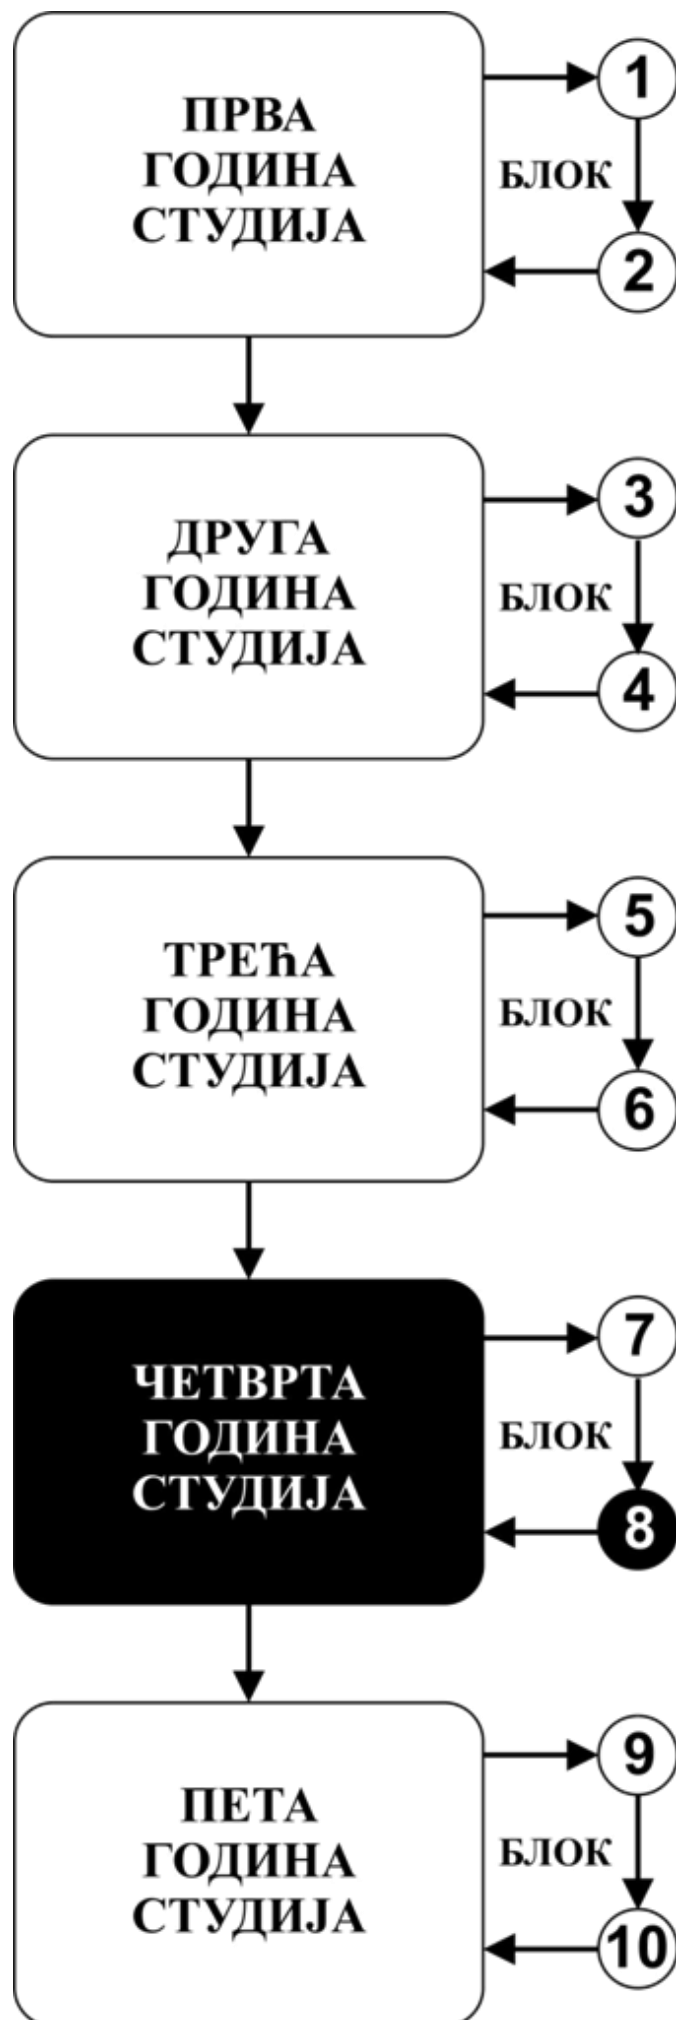 ПРВА
ГОДИНА
СТУДИЈА
1
БЛОК
2
ДРУГА
ГОДИНА
СТУДИЈА
3
БЛОК
4
ТРЕЋА
ГОДИНА
СТУДИЈА
5
БЛОК
6
ЧЕТВРТА
ГОДИНА
СТУДИЈА
7
БЛОК
8
ПЕТА
ГОДИНА
СТУДИЈА
9
БЛОК
10